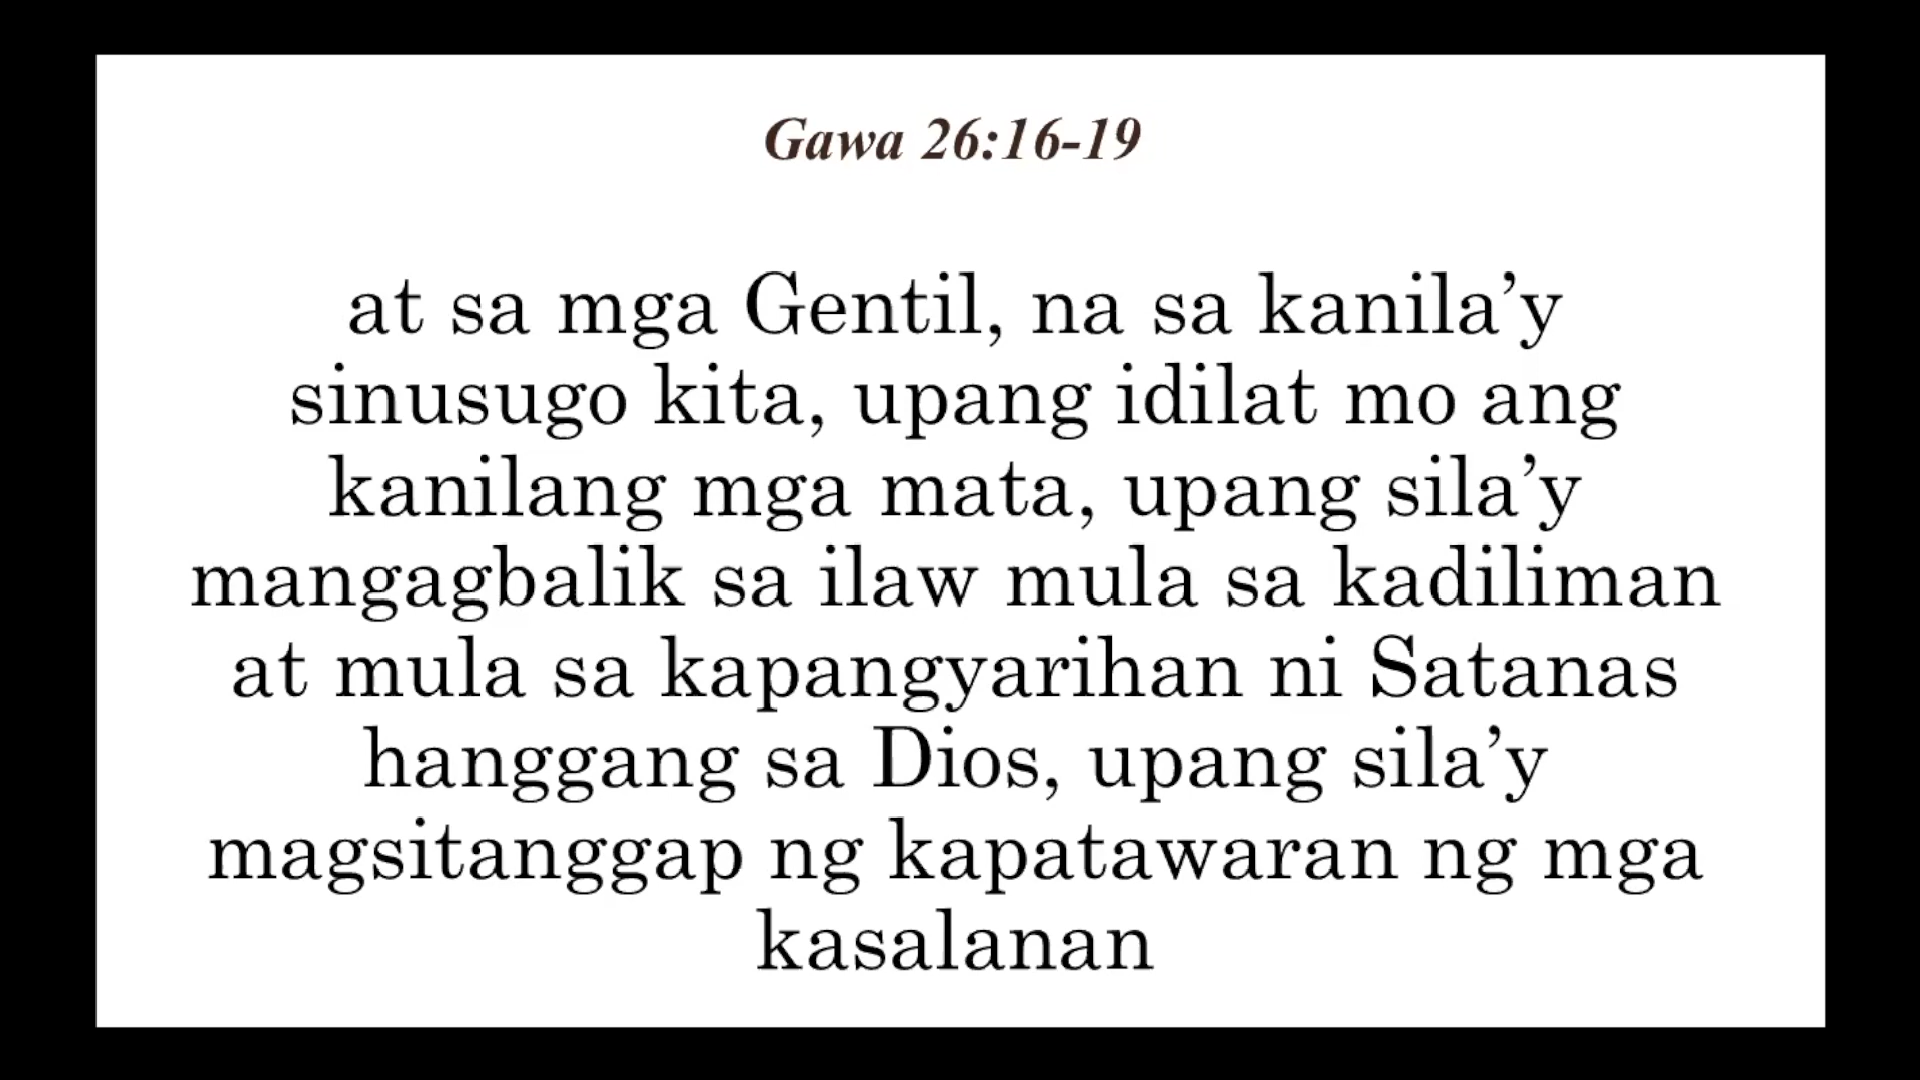 Gawa 26:16-19
at sa mga Gentil, na sa kanila’y
sinusugo kita, upang idilat mo ang
kanilang mga mata, upang sila’y
mangagbalik sa ilaw mula sa kadiliman
at mula sa kapangyarihan ni Satanas
hanggang sa Dios, upang sila’y
magsitanggap ng kapatawaran ng mga
kasalanan